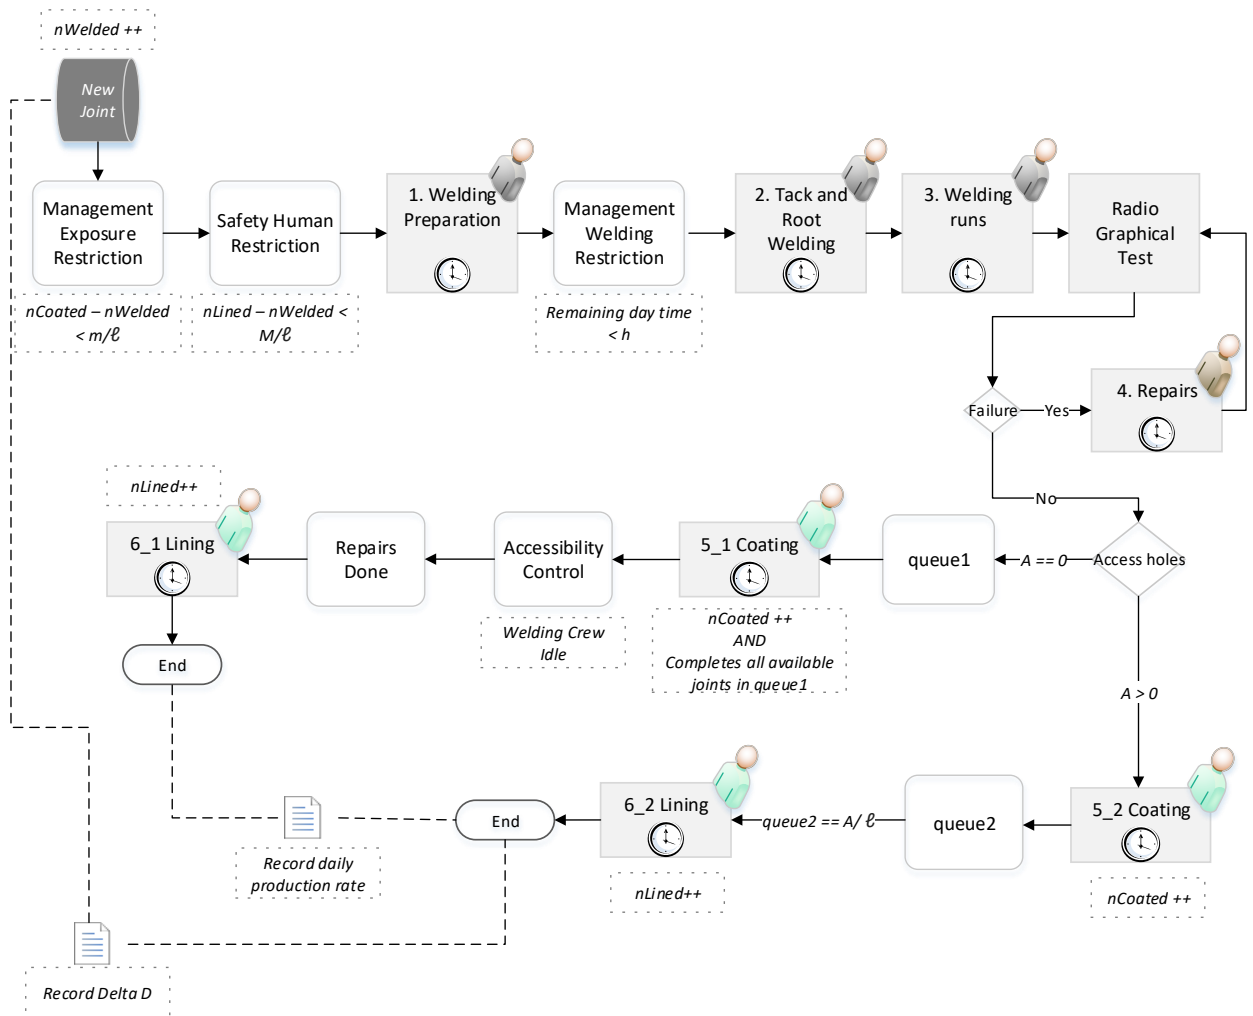 nWelded ++
New
Joint
Management
Exposure
Restriction
nCoated – nWelded
< m/ℓ
Safety Human
Restriction
nLined – nWelded <
M/ℓ
1. Welding
Preparation
Management
Welding
Restriction
Remaining day time
< h
2. Tack and
Root
Welding
3. Welding
runs
Radio
Graphical
Test
Failure
Yes
4. Repairs
No
Access holes
A == 0
queue1
5_1 Coating
nCoated ++
AND
Completes all available
joints in queue1
Accessibility
Control
Welding Crew
Idle
Repairs
Done
nLined++
6_1 Lining
End
A > 0
5_2 Coating
nCoated ++
queue2
queue2 == A/ ℓ
6_2 Lining
nLined++
End
Record daily
production rate
Record Delta D